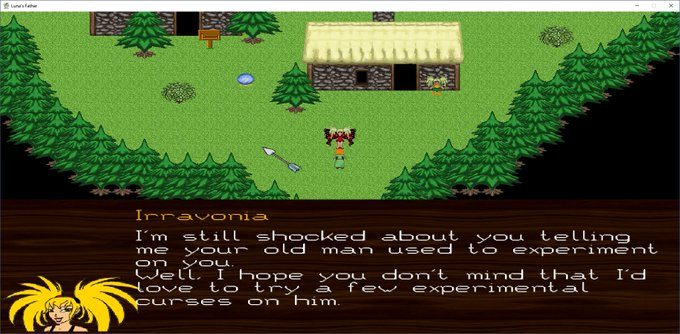 Luna's Father
Irravonia
I'm still shocked about you telling
me your old man used to experiment
on you.
Well, I hope you don't mind that I'd
love to try a few experimental
curses on him.